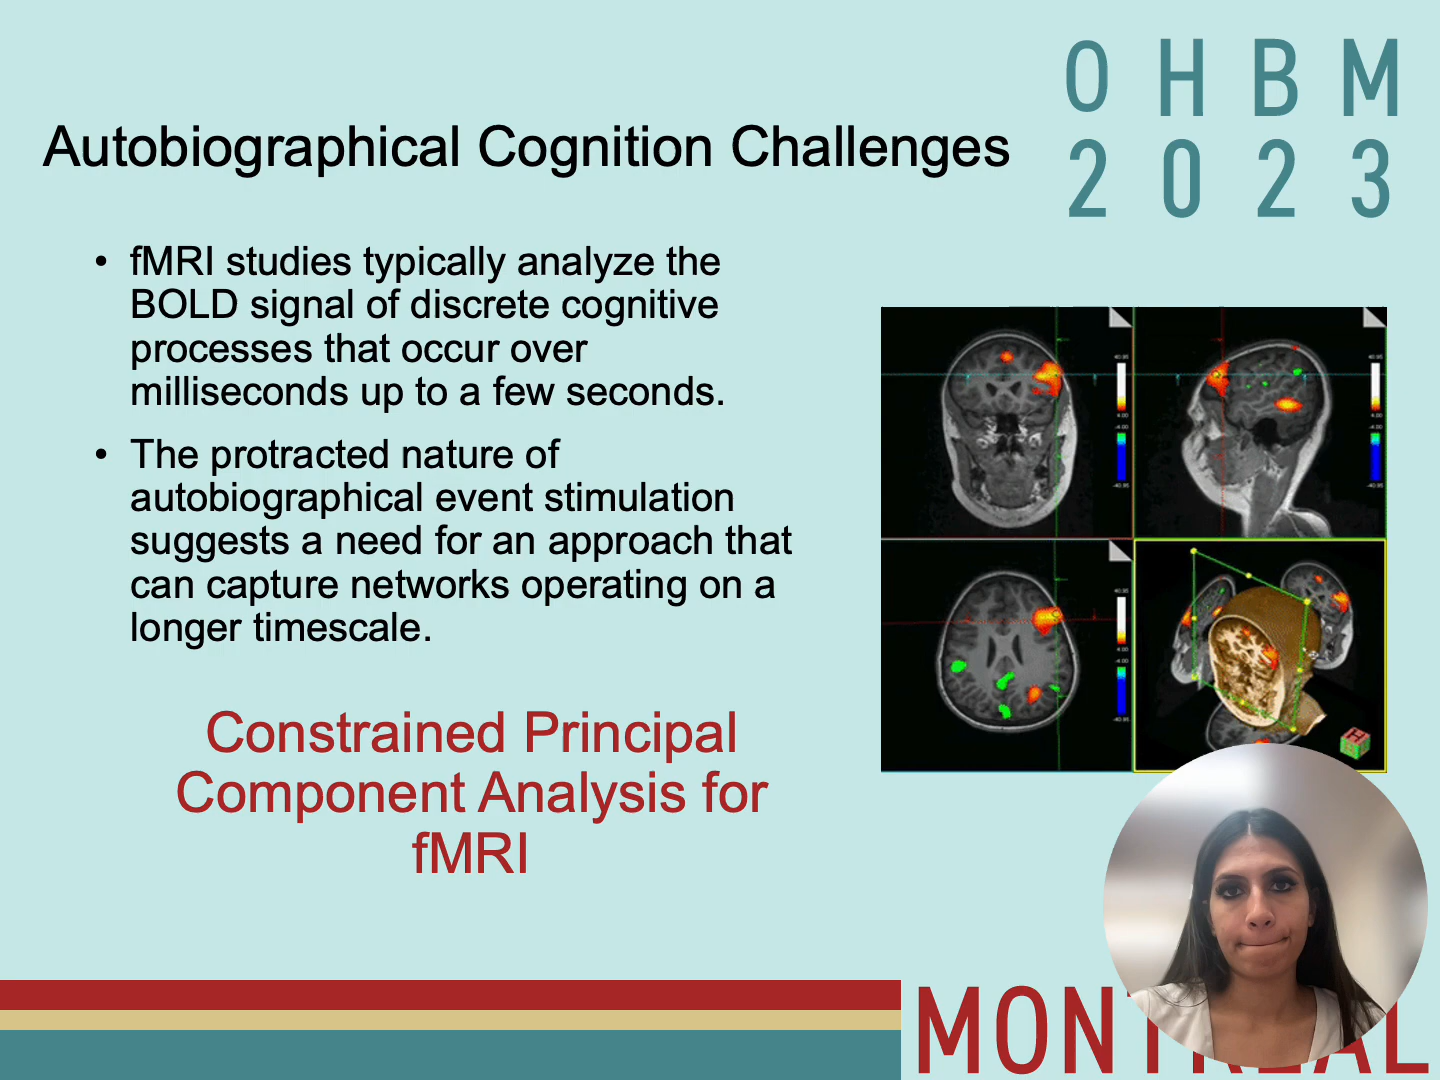 O H B M
2 0 2 3
Autobiographical Cognition Challenges
• fMRI studies typically analyze the
BOLD signal of discrete cognitive
processes that occur over
milliseconds up to a few seconds.
• The protracted nature of
autobiographical event stimulation
suggests a need for an approach that
can capture networks operating on a
longer timescale.
Constrained Principal
Component Analysis for
fMRI
MONTREAL